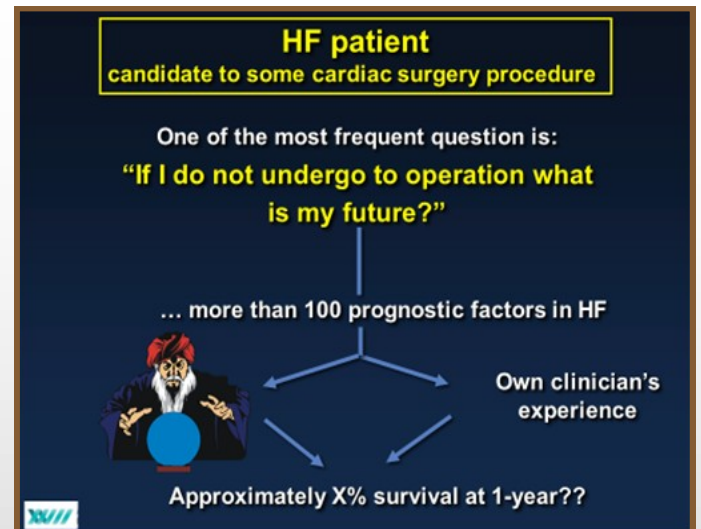 HF patient
candidate to some cardiac surgery procedure
One of the most frequent question is:
“If I do not undergo to operation what
is my future?”
... more than 100 prognostic factors in HF
Own clinician’s
experience
Approximately X% survival at 1-year??